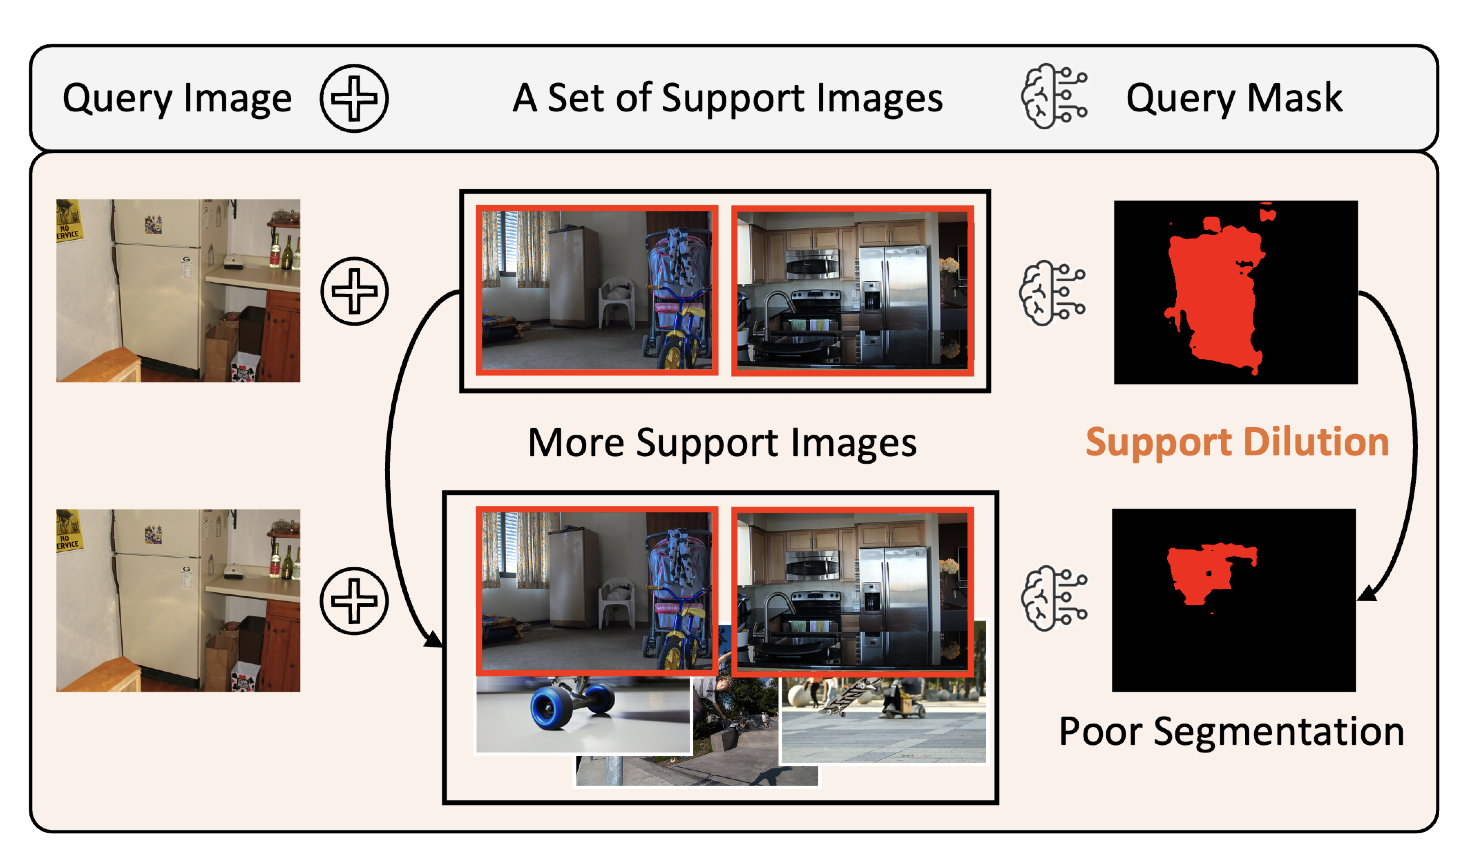 Query Image
A Set of Support Images
Query Mask
NO
SERVICE
More Support Images
Support Dilution
NO
SERVICE
Poor Segmentation